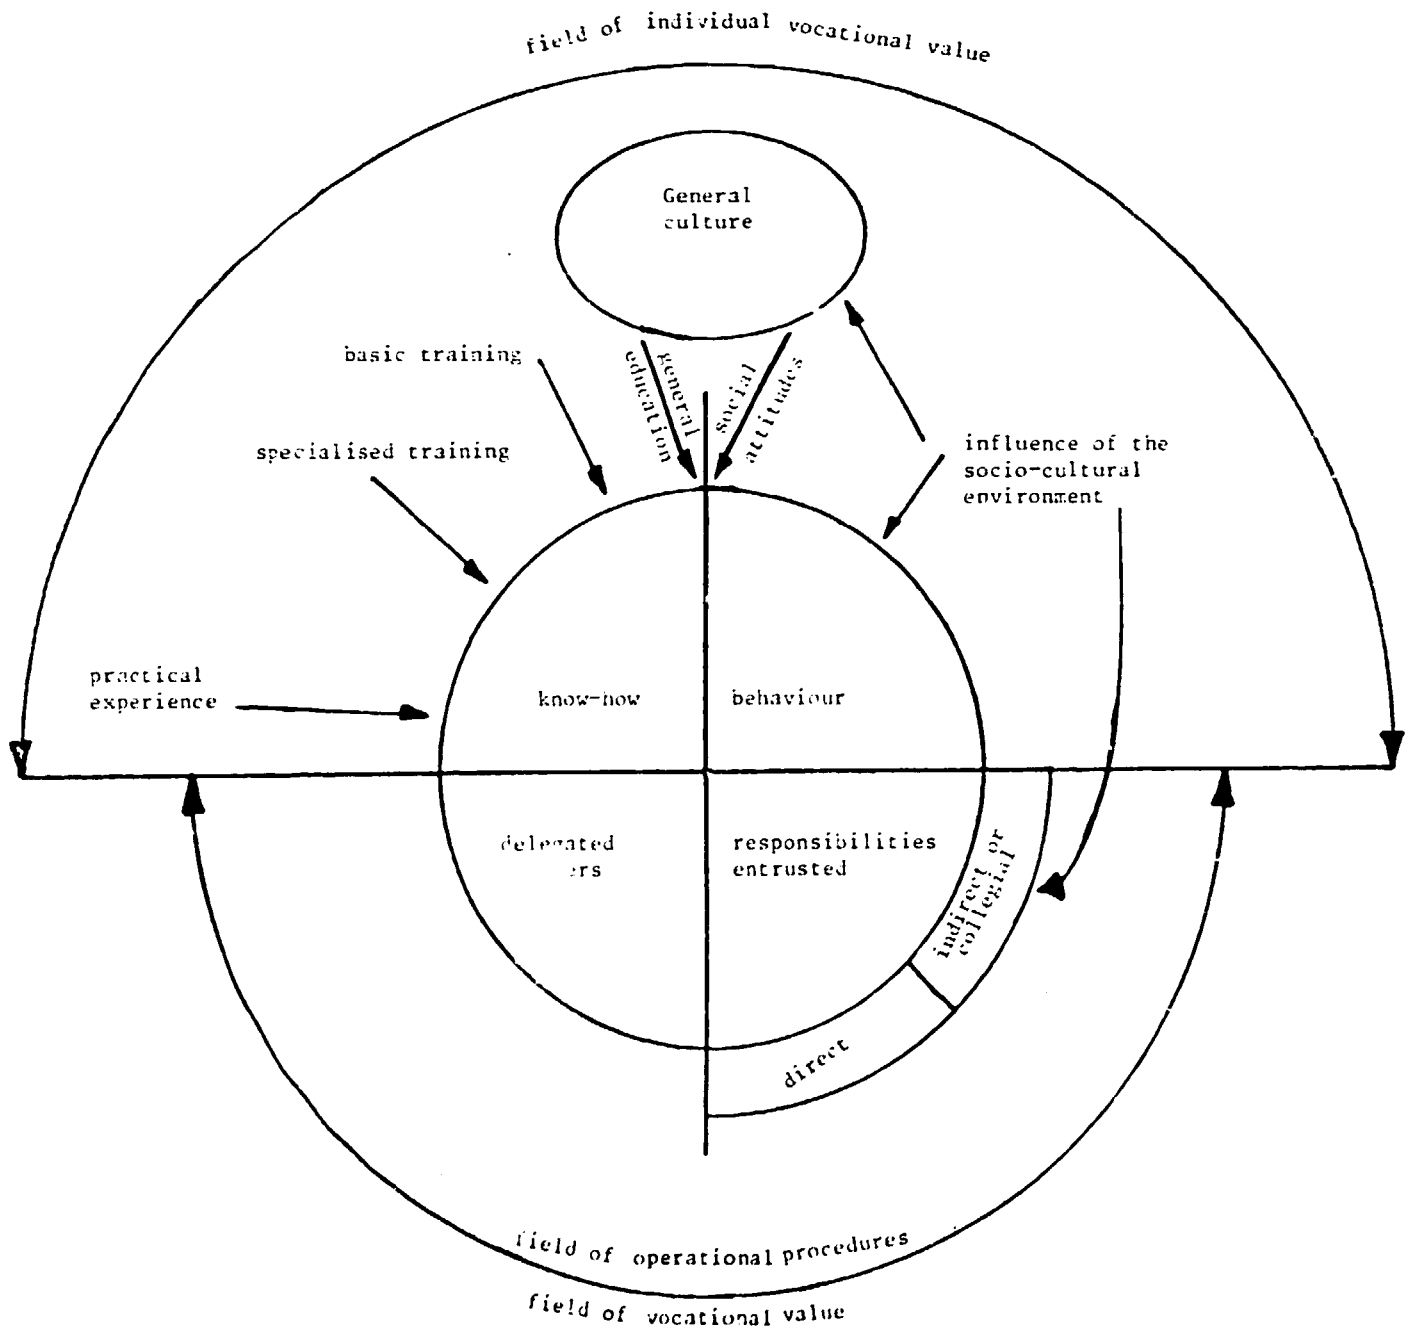 field of individual vocational value
General
culture
basic training
general
education
social
attitudes
specialised training
influence of the
socio-cultural
environment
practical
experience
know-how
behaviour
delegated
responsibilities
entrusted
indirect or
collegial
direct
field of operational procedures
field of vocational value